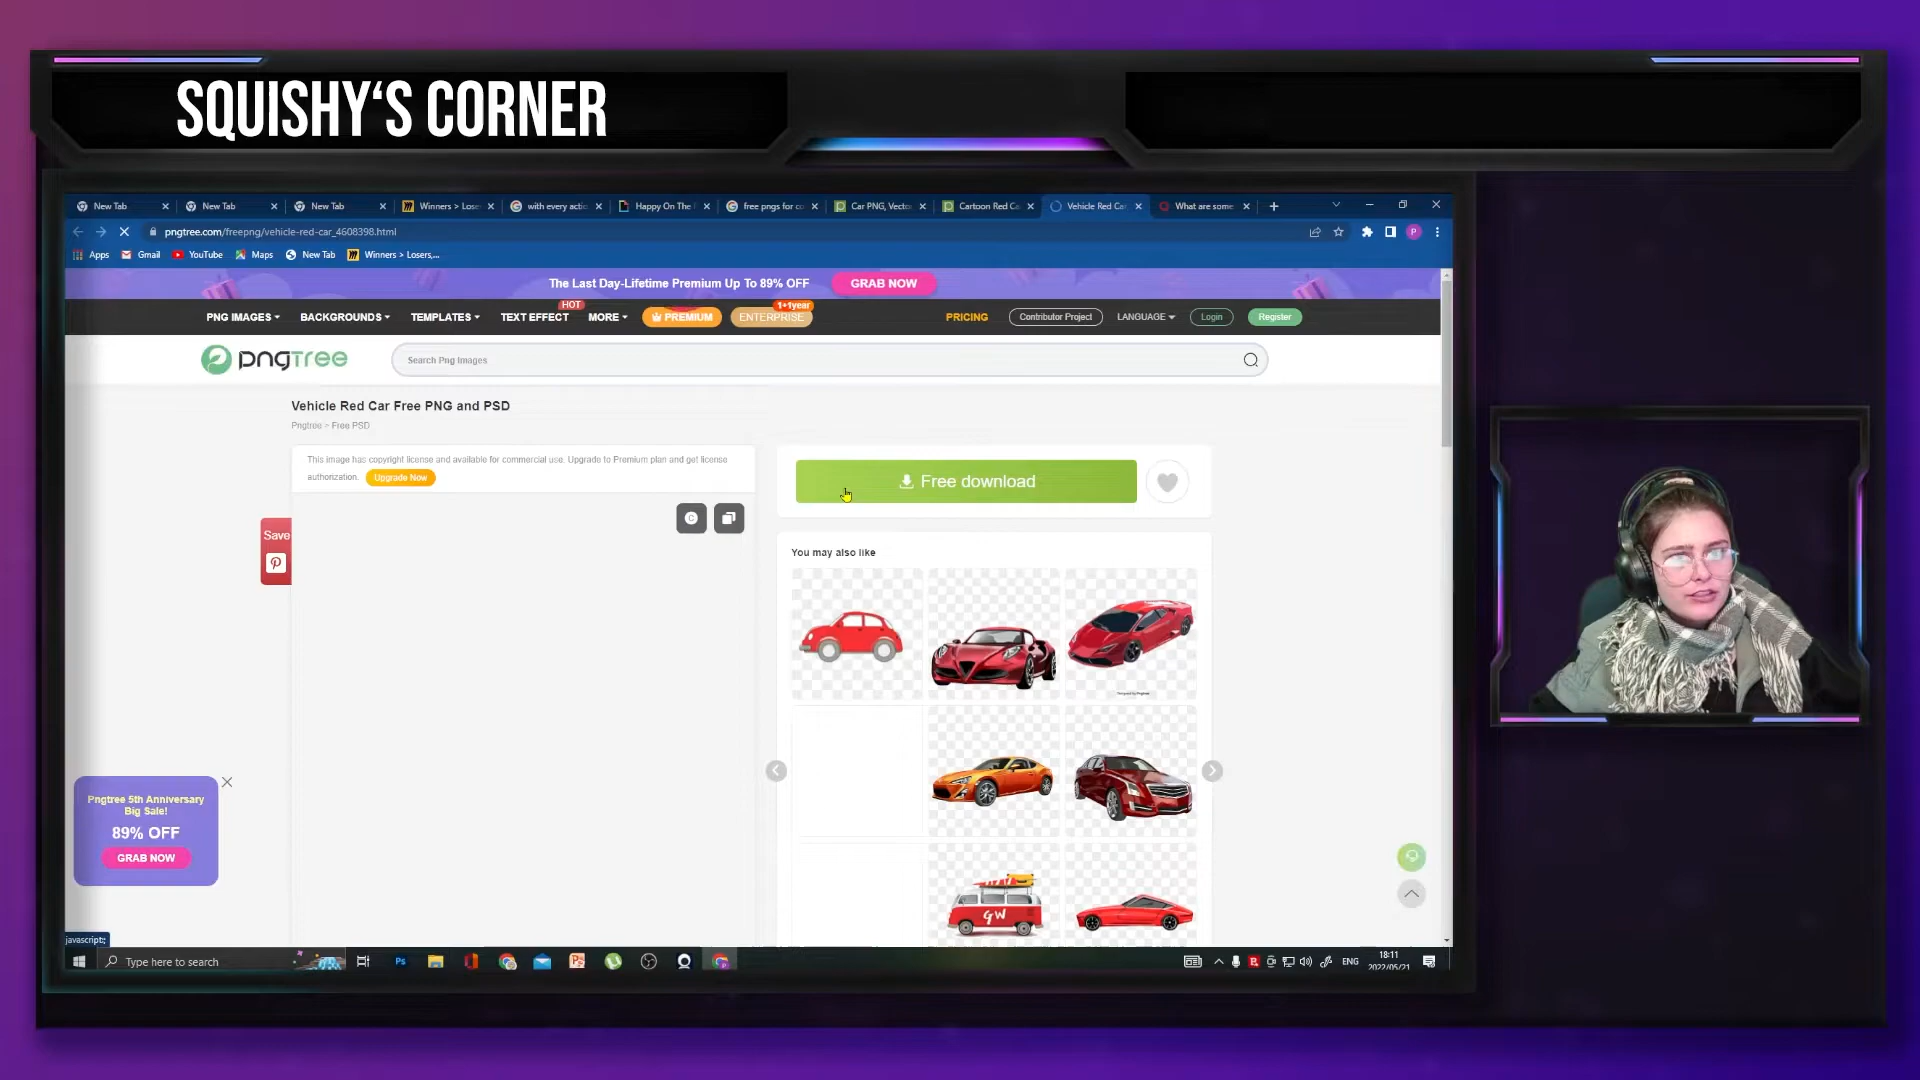 SQUISHY'S CORNER
New Tab
New Tab
New Tab
Winners > Lose
with every actic
Happy On The F
free pngs for co
Car PNG, Vecto
Cartoon Red Ca
Vehicle Red Car
What are some
pngtree.com/freepng/vehicle-red-car_4608398.html
P
Apps
Gmail
YouTube
Maps
New Tab
Winners > Losers,...
The Last Day-Lifetime Premium Up To 89% OFF
GRAB NOW
HOT
1+1year
PNG IMAGES
BACKGROUNDS
TEMPLATES
TEXT EFFECT
MORE
PREMIUM
ENTERPRISE
PRICING
Contributor Project
LANGUAGE
Login
Register
pngtree
Search Png Images
Vehicle Red Car Free PNG and PSD
Pngtree > Free PSD
This image has copyright license and available for commercial use. Upgrade to Premium plan and get license
authorization. Upgrade Now
Free download
Save
You may also like
Pngtree 5th Anniversary
Big Sale!
89% OFF
GRAB NOW
GW
javascript:;
Type here to search
Ps
ENG
18:11
2022/05/21